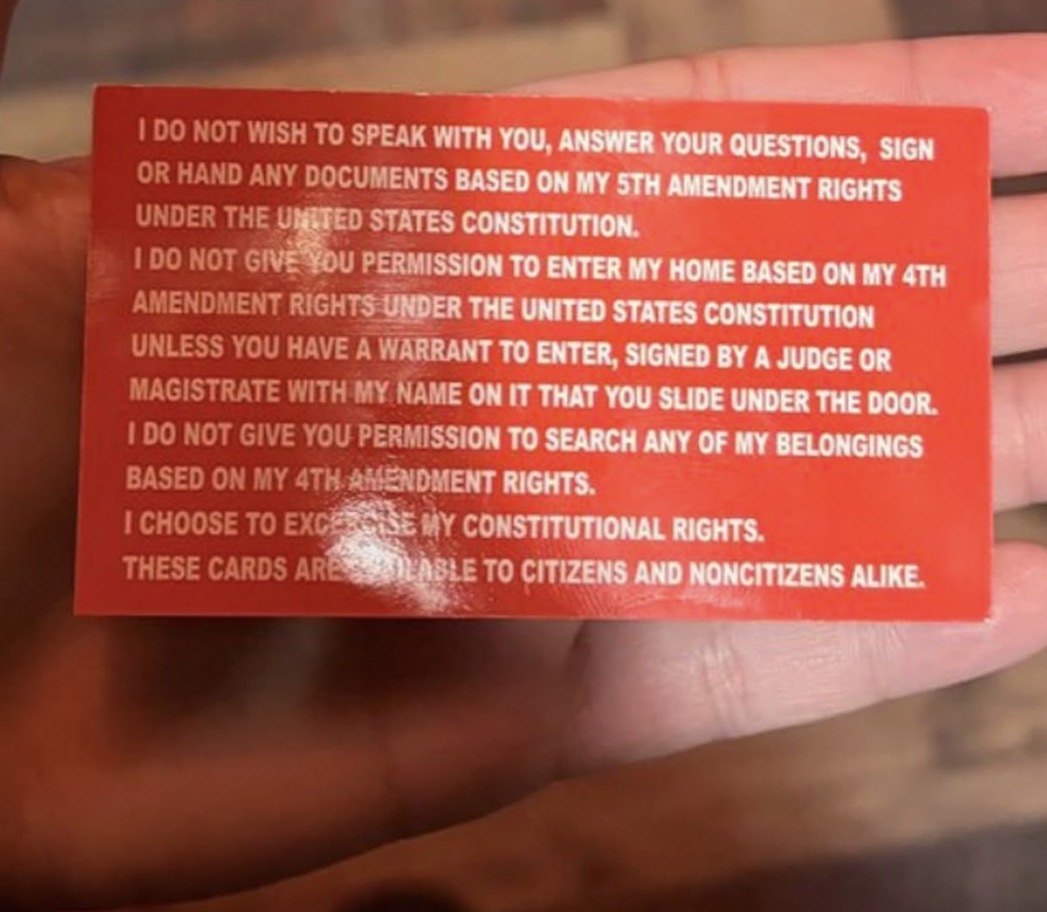 I DO NOT WISH TO SPEAK WITH YOU, ANSWER YOUR QUESTIONS, SIGN
OR HAND ANY DOCUMENTS BASED ON MY 5TH AMENDMENT RIGHTS
UNDER THE UNITED STATES CONSTITUTION.
I DO NOT GIVE YOU PERMISSION TO ENTER MY HOME BASED ON MY 4TH
AMENDMENT RIGHTS UNDER THE UNITED STATES CONSTITUTION
UNLESS YOU HAVE A WARRANT TO ENTER, SIGNED BY A JUDGE OR
MAGISTRATE WITH MY NAME ON IT THAT YOU SLIDE UNDER THE DOOR.
I DO NOT GIVE YOU PERMISSION TO SEARCH ANY OF MY BELONGINGS
BASED ON MY 4TH AMENDMENT RIGHTS.
I CHOOSE TO MY CONSTITUTIONAL RIGHTS.
THESE CARDS ARE AVAILABLE TO CITIZENS AND NONCITIZENS ALIKE.